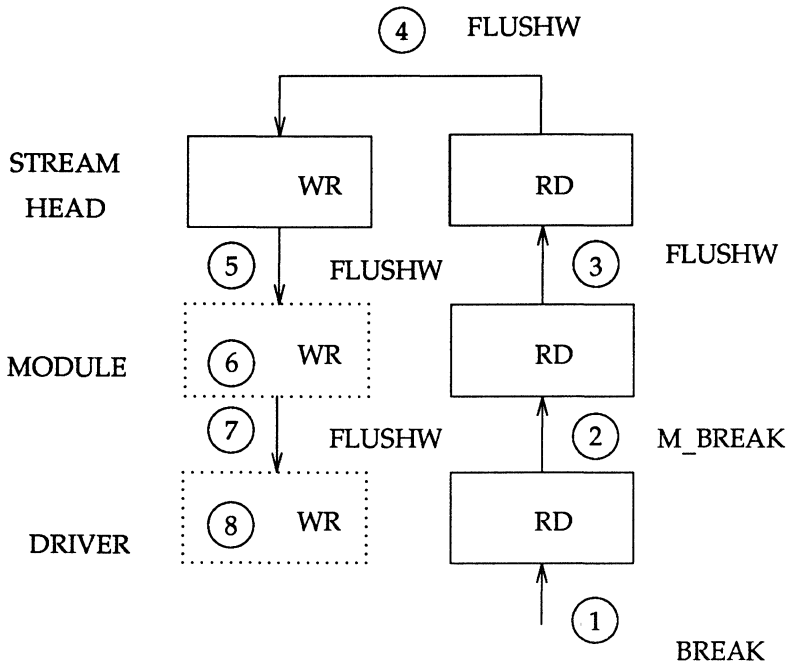 4 FLUSHW
STREAM
HEAD
WR
RD
5 FLUSHW
3 FLUSHW
MODULE
6 WR
RD
7 FLUSHW
2 M_BREAK
DRIVER
8 WR
RD
1
BREAK